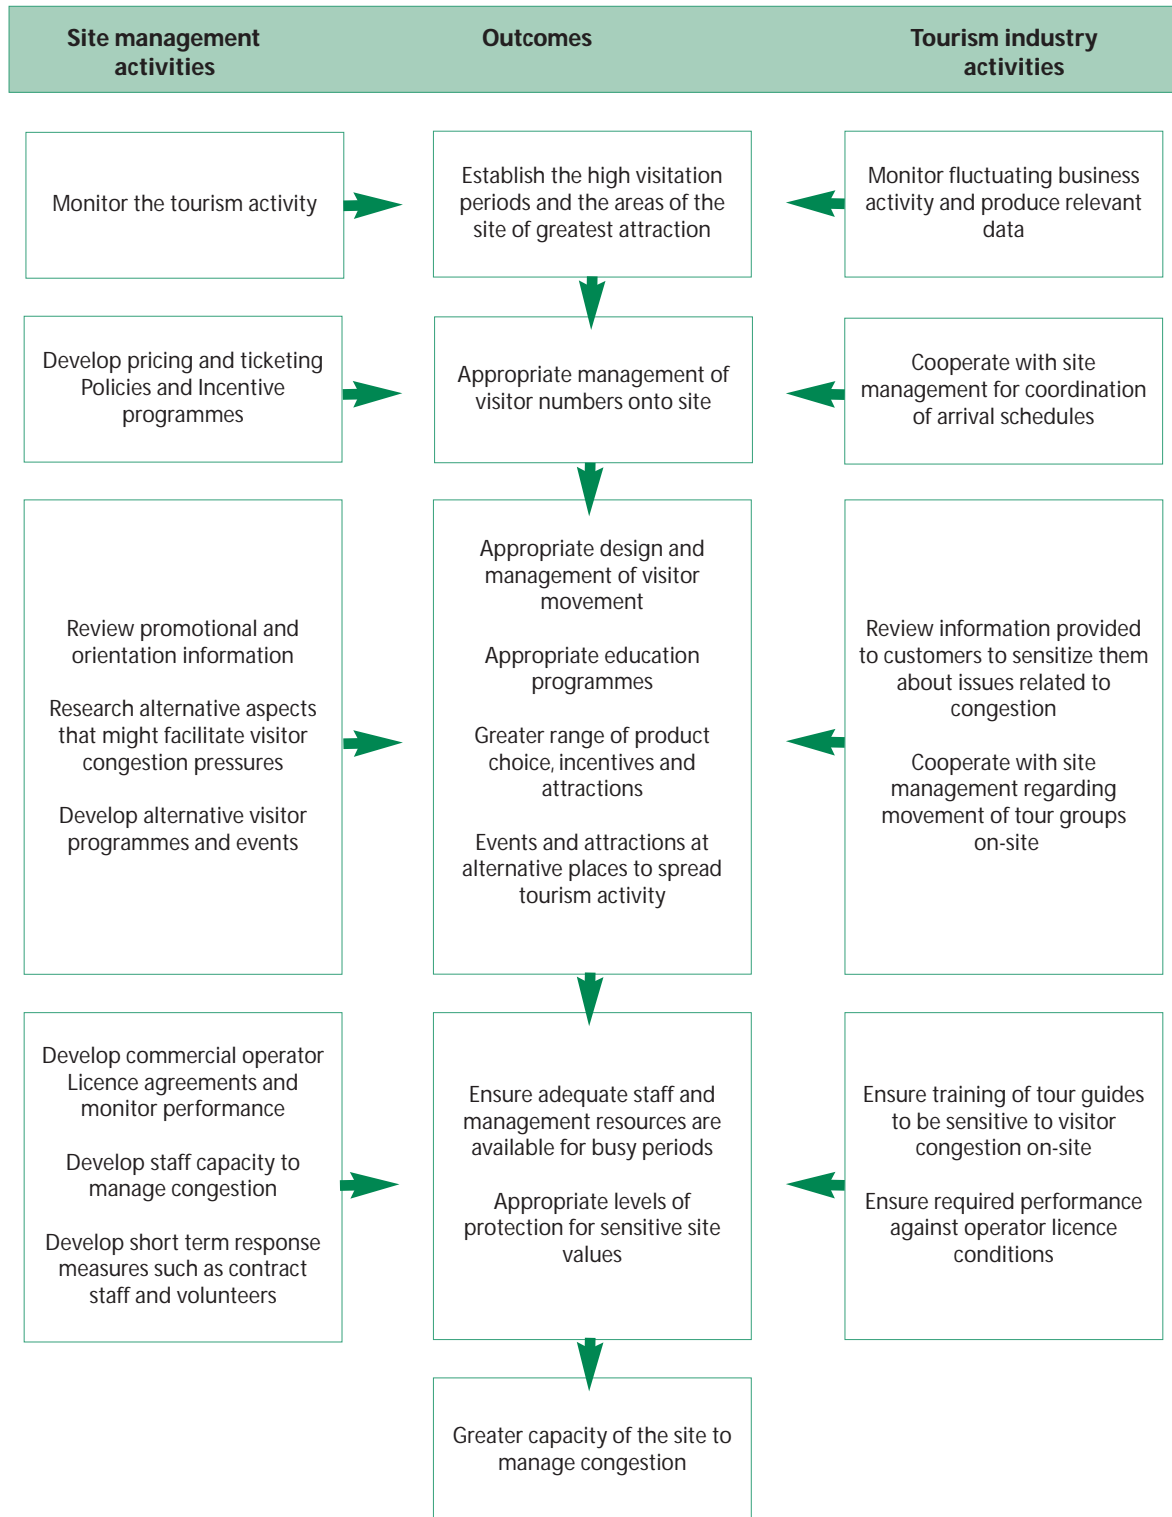 Site management
activities
Outcomes
Tourism industry
activities
Monitor the tourism activity
Establish the high visitation
periods and the areas of the
site of greatest attraction
Monitor fluctuating business
activity and produce relevant
data
Develop pricing and ticketing
Policies and Incentive
programmes
Appropriate management of
visitor numbers onto site
Cooperate with site
management for coordination
of arrival schedules
Review promotional and
orientation information
Research alternative aspects
that might facilitate visitor
congestion pressures
Develop alternative visitor
programmes and events
Appropriate design and
management of visitor
movement
Appropriate education
programmes
Greater range of product
choice, incentives and
attractions
Events and attractions at
alternative places to spread
tourism activity
Review information provided
to customers to sensitize them
about issues related to
congestion
Cooperate with site
management regarding
movement of tour groups
on-site
Develop commercial operator
Licence agreements and
monitor performance
Develop staff capacity to
manage congestion
Develop short term response
measures such as contract
staff and volunteers
Ensure adequate staff and
management resources are
available for busy periods
Appropriate levels of
protection for sensitive site
values
Ensure training of tour guides
to be sensitive to visitor
congestion on-site
Ensure required performance
against operator licence
conditions
Greater capacity of the site to
manage congestion